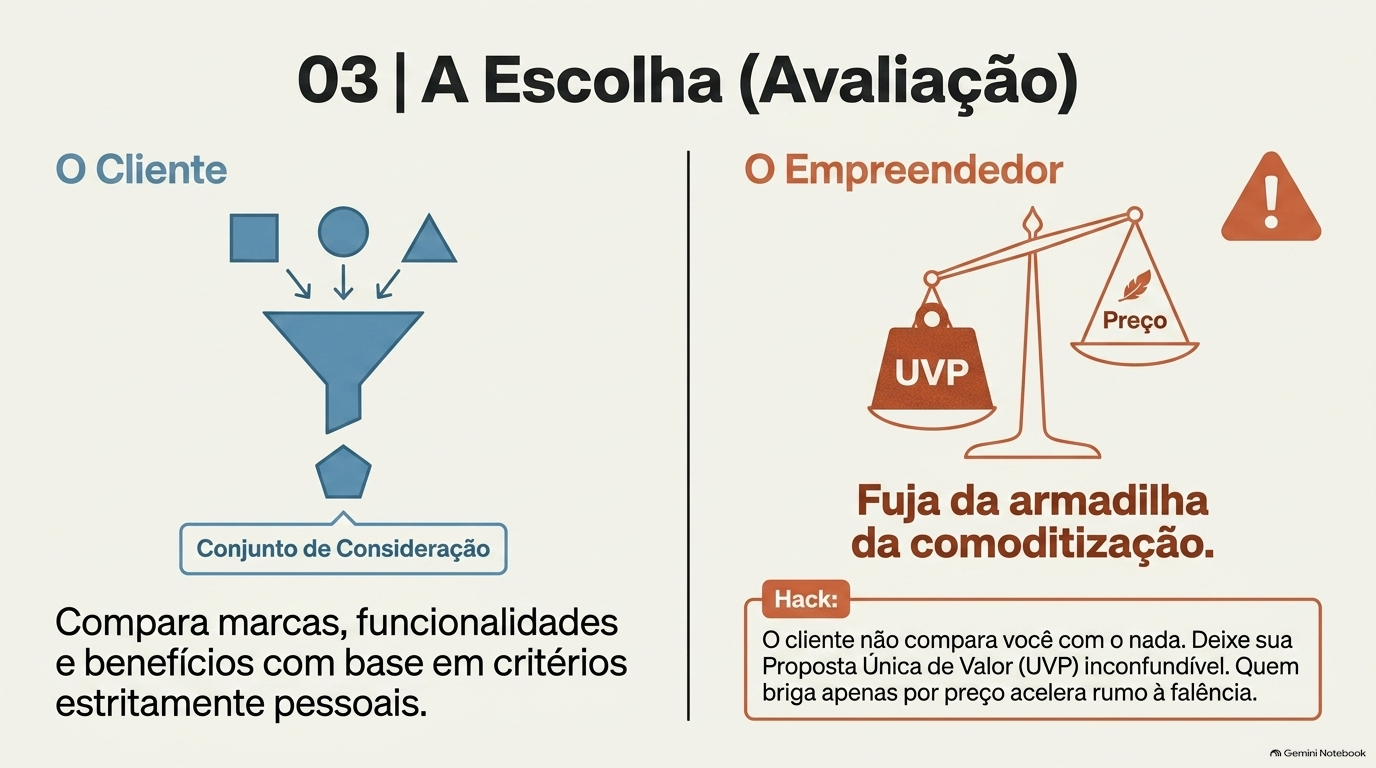 03 | A Escolha (Avaliação)
O Cliente
Conjunto de Consideração
Compara marcas, funcionalidades
e benefícios com base em critérios
estritamente pessoais.
O Empreendedor
UVP
Preço
Fuja da armadilha
da comoditização.
Hack:
O cliente não compara você com o nada. Deixe sua
Proposta Única de Valor (UVP) inconfundível. Quem
briga apenas por preço acelera rumo à falência.
Gemini Notebook